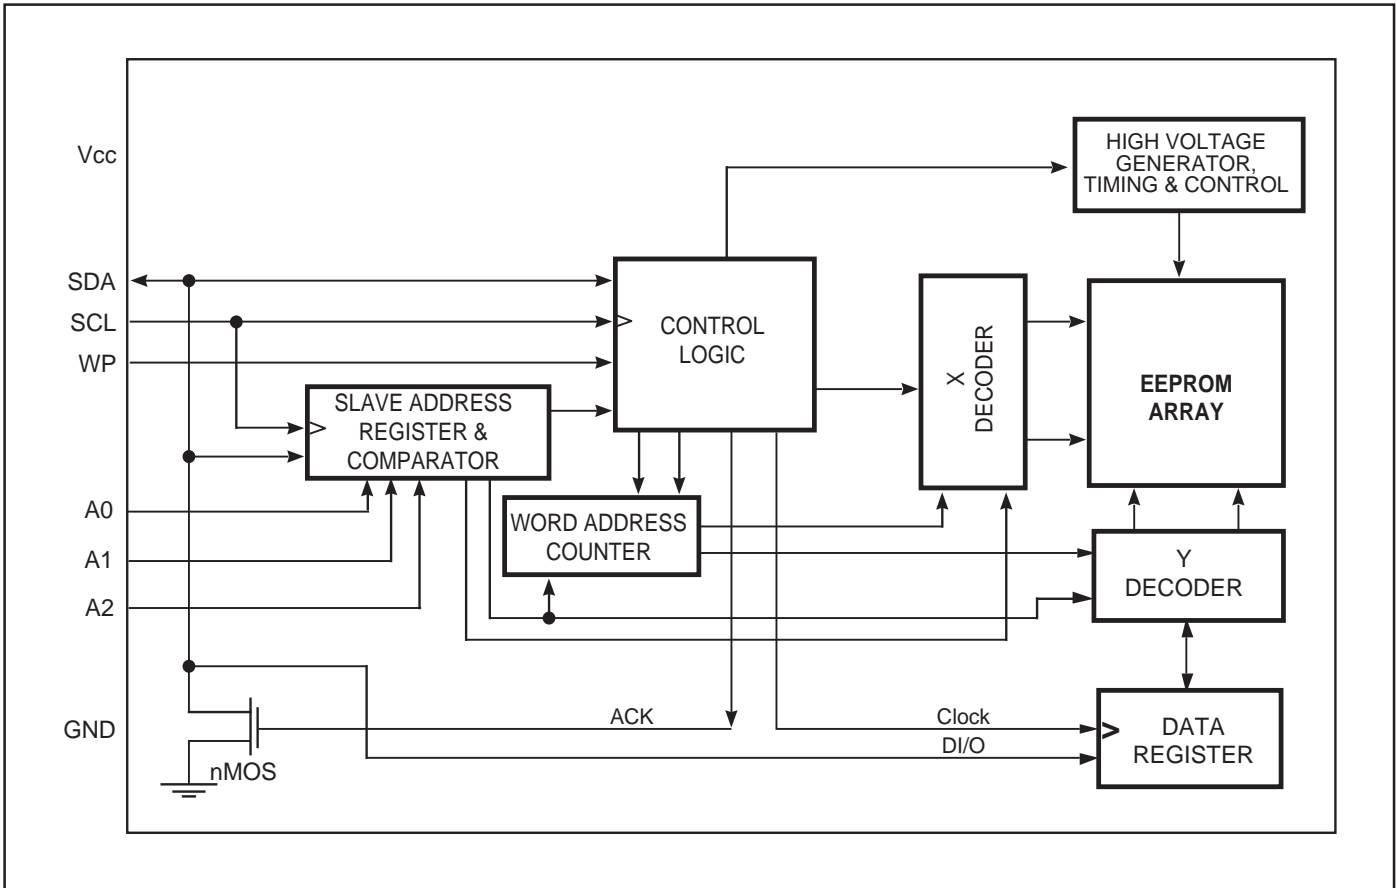 Vcc
HIGH VOLTAGE
GENERATOR,
TIMING & CONTROL
SDA
SCL
WP
CONTROL
LOGIC
X
DECODER
EEPROM
ARRAY
SLAVE ADDRESS
REGISTER &
COMPARATOR
A0
A1
A2
WORD ADDRESS
COUNTER
Y
DECODER
GND
nMOS
ACK
Clock
DI/O
DATA
REGISTER